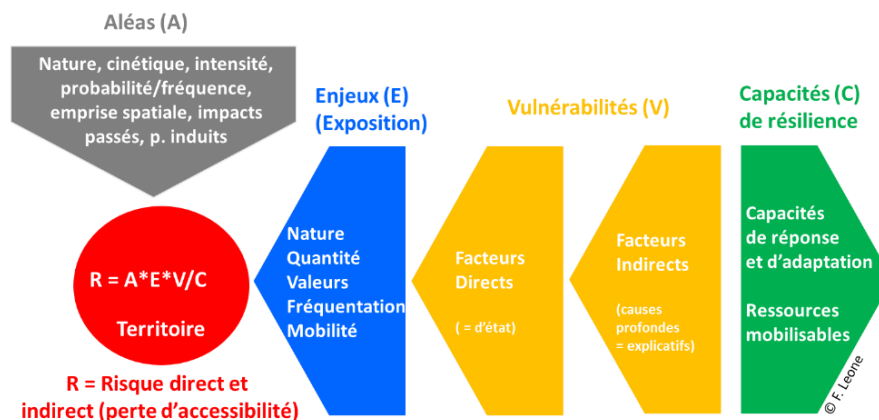 Aléas (A)
Nature, cinétique, intensité,
probabilité/fréquence,
emprise spatiale, impacts
passés, p. induits
R = A*E*V/C
Territoire
R = Risque direct et
indirect (perte d'accessibilité)
Enjeux (E)
(Exposition)
Nature
Quantité
Valeurs
Fréquentation
Mobilité
Vulnérabilités (V)
Facteurs
Directs
( = d'état)
Facteurs
Indirects
(causes
profondes
= explicatifs)
Capacités (C)
de résilience
Capacités
de réponse
et d'adaptation
Ressources
mobilisables
© F. Leone